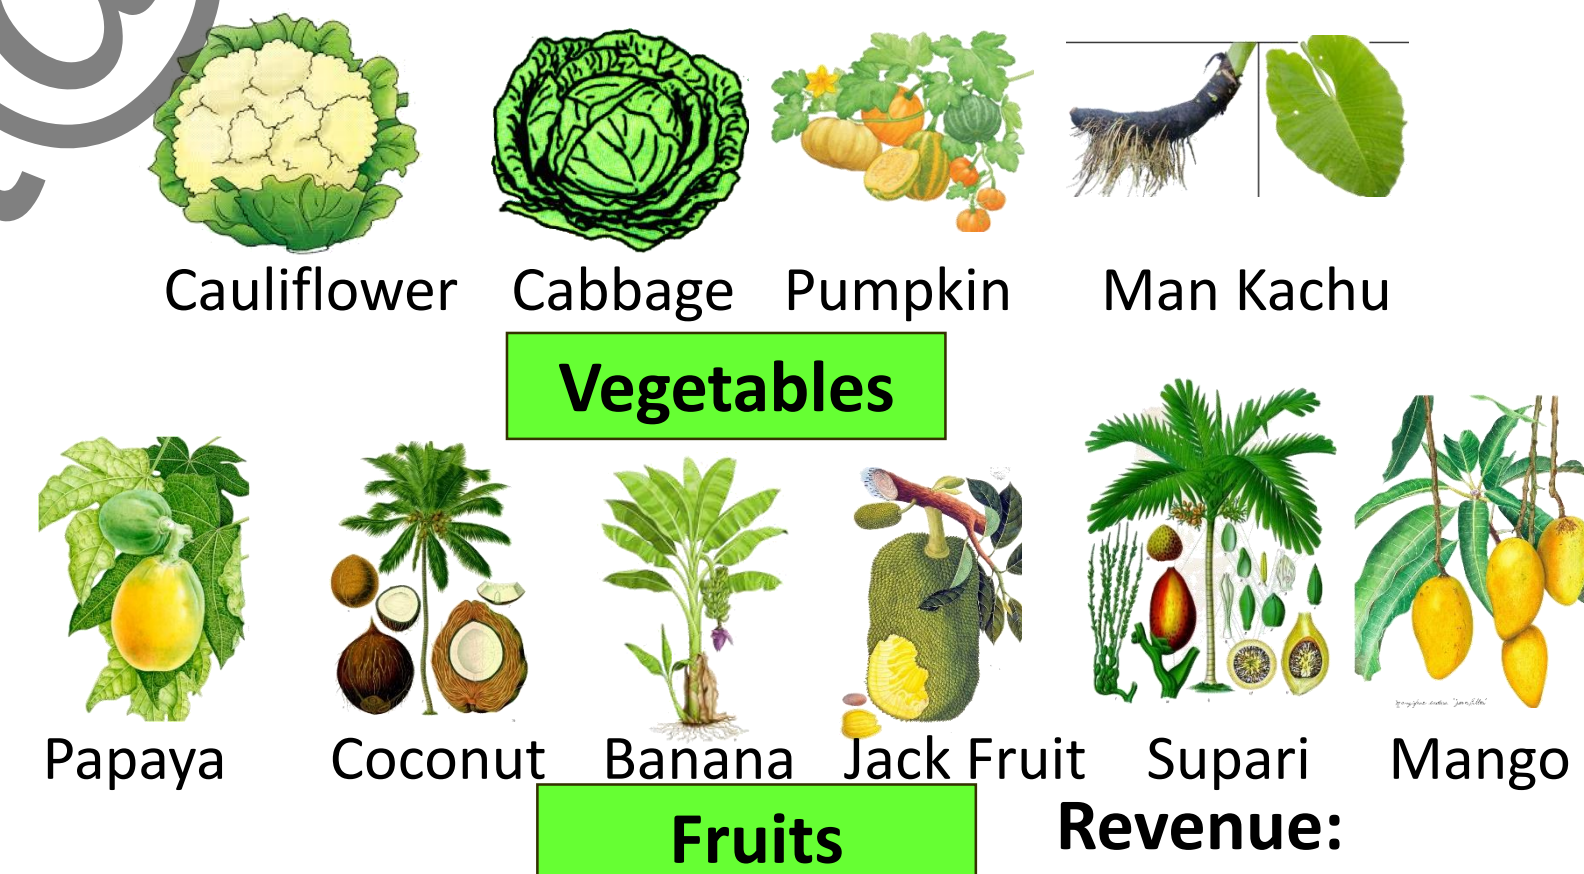 Cauliflower Cabbage Pumpkin Man Kachu
Vegetables
Papaya Coconut Banana Jack Fruit Supari Mango
Fruits Revenue: